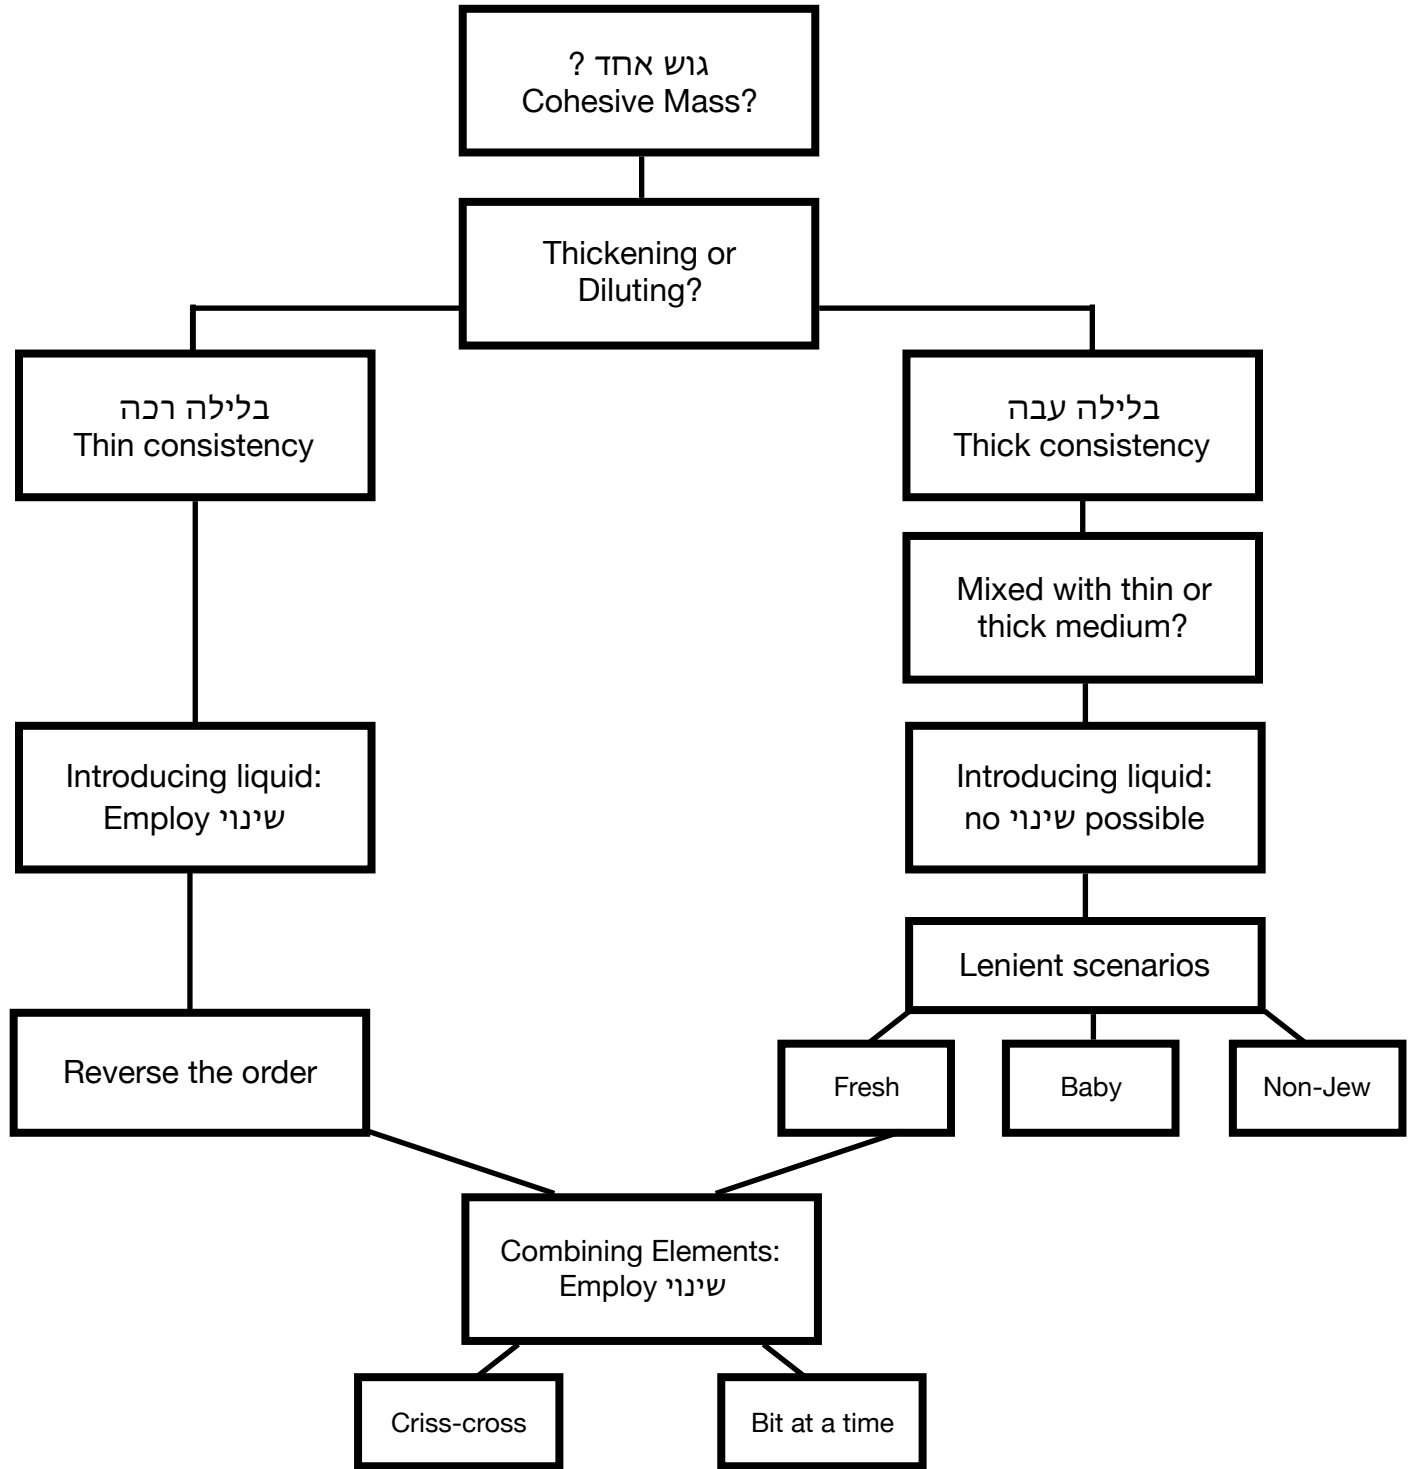 גוש אחד ?
Cohesive Mass?
Thickening or
Diluting?
בלילה רכה
Thin consistency
בלילה עבה
Thick consistency
Mixed with thin or
thick medium?
Introducing liquid:
Employ שינוי
Introducing liquid:
no שינוי possible
Lenient scenarios
Reverse the order
Fresh
Baby
Non-Jew
Combining Elements:
Employ שינוי
Criss-cross
Bit at a time